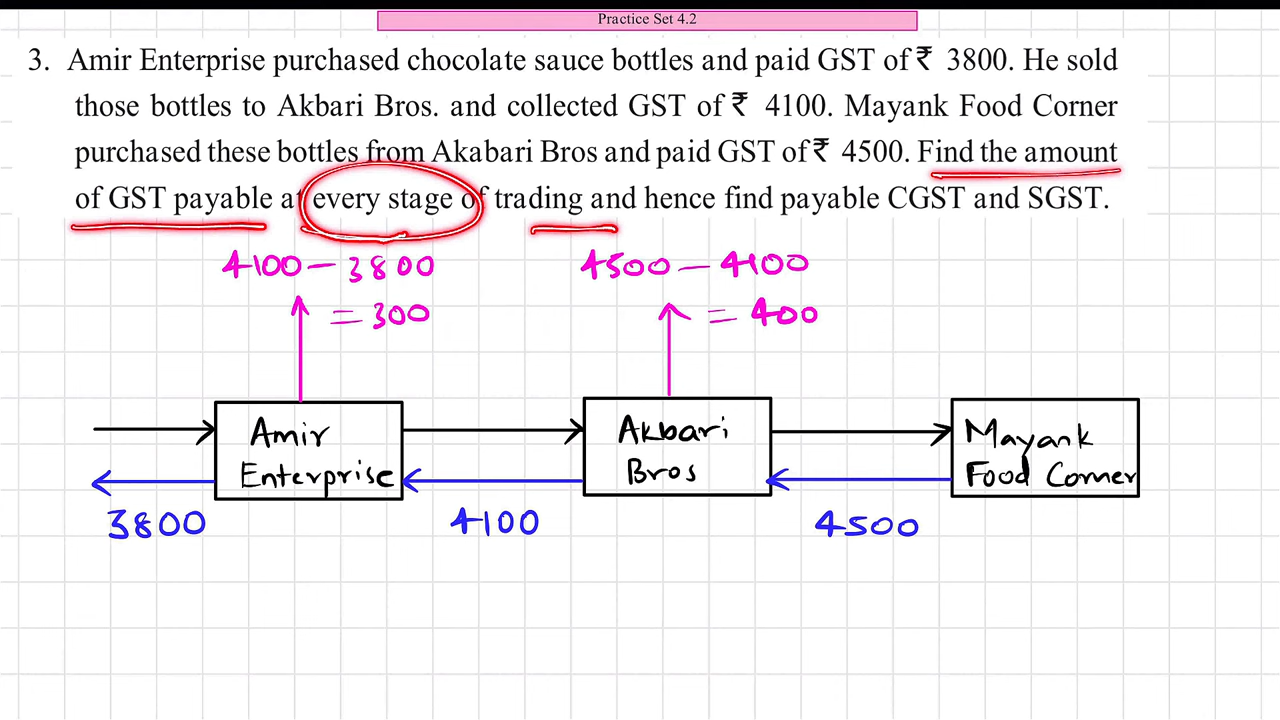 Practice Set 4.2
3. Amir Enterprise purchased chocolate sauce bottles and paid GST of ₹ 3800. He sold
those bottles to Akbari Bros. and collected GST of ₹ 4100. Mayank Food Corner
purchased these bottles from Akabari Bros and paid GST of ₹ 4500. Find the amount
of GST payable at every stage of trading and hence find payable CGST and SGST.
4100 - 3800
= 300
4500 - 4100
= 400
Amir
Enterprise
Akbari
Bros
Mayank
Food Corner
3800
4100
4500